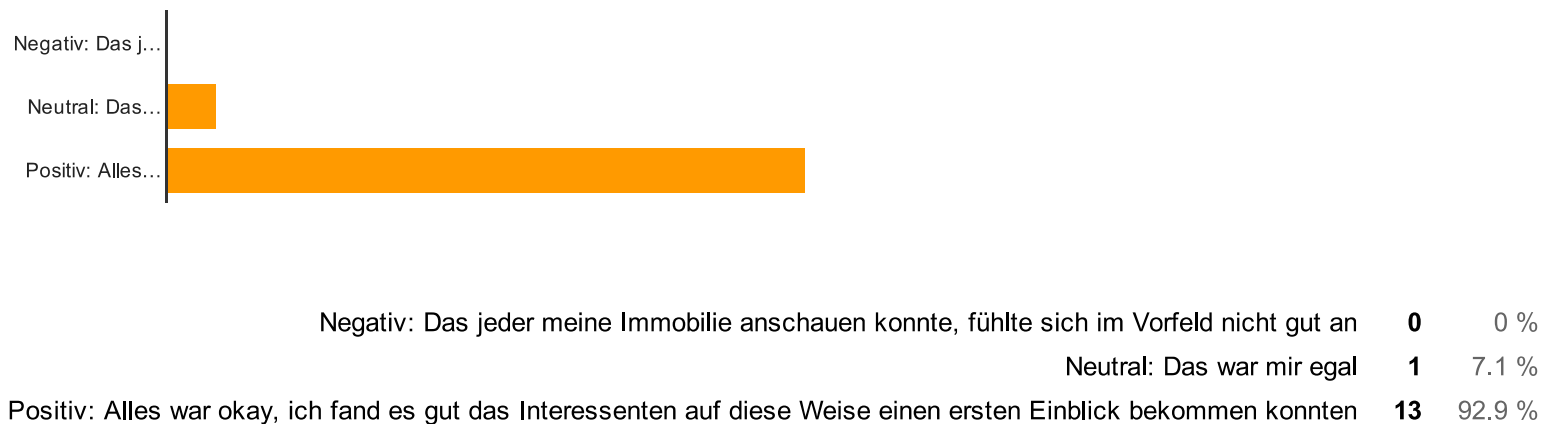 Negativ: Das j…
Neutral: Das…
Positiv: Alles…
Negativ: Das jeder meine Immobilie anschauen konnte, fühlte sich im Vorfeld nicht gut an 0 0 %
Neutral: Das war mir egal 1 7.1 %
Positiv: Alles war okay, ich fand es gut das Interessenten auf diese Weise einen ersten Einblick bekommen konnten 13 92.9 %